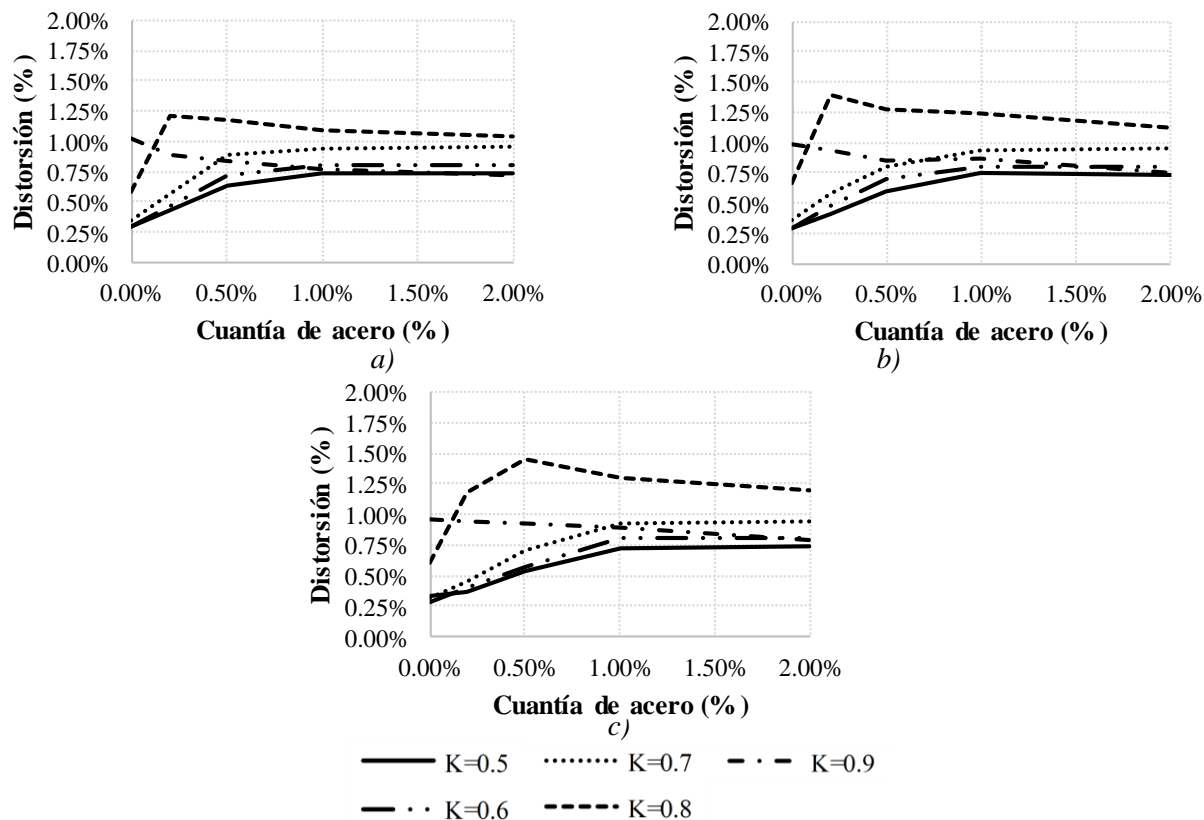 2.00%
1.75%
1.50%
1.25%
1.00%
0.75%
0.50%
0.25%
0.00%
Distorsión (%)
0.00% 0.50% 1.00% 1.50% 2.00%
Cuantía de acero (%)
a)
2.00%
1.75%
1.50%
1.25%
1.00%
0.75%
0.50%
0.25%
0.00%
Distorsión (%)
0.00% 0.50% 1.00% 1.50% 2.00%
Cuantía de acero (%)
b)
2.00%
1.75%
1.50%
1.25%
1.00%
0.75%
0.50%
0.25%
0.00%
Distorsión (%)
0.00% 0.50% 1.00% 1.50% 2.00%
Cuantía de acero (%)
c)
K=0.5 K=0.7 K=0.9
K=0.6 K=0.8